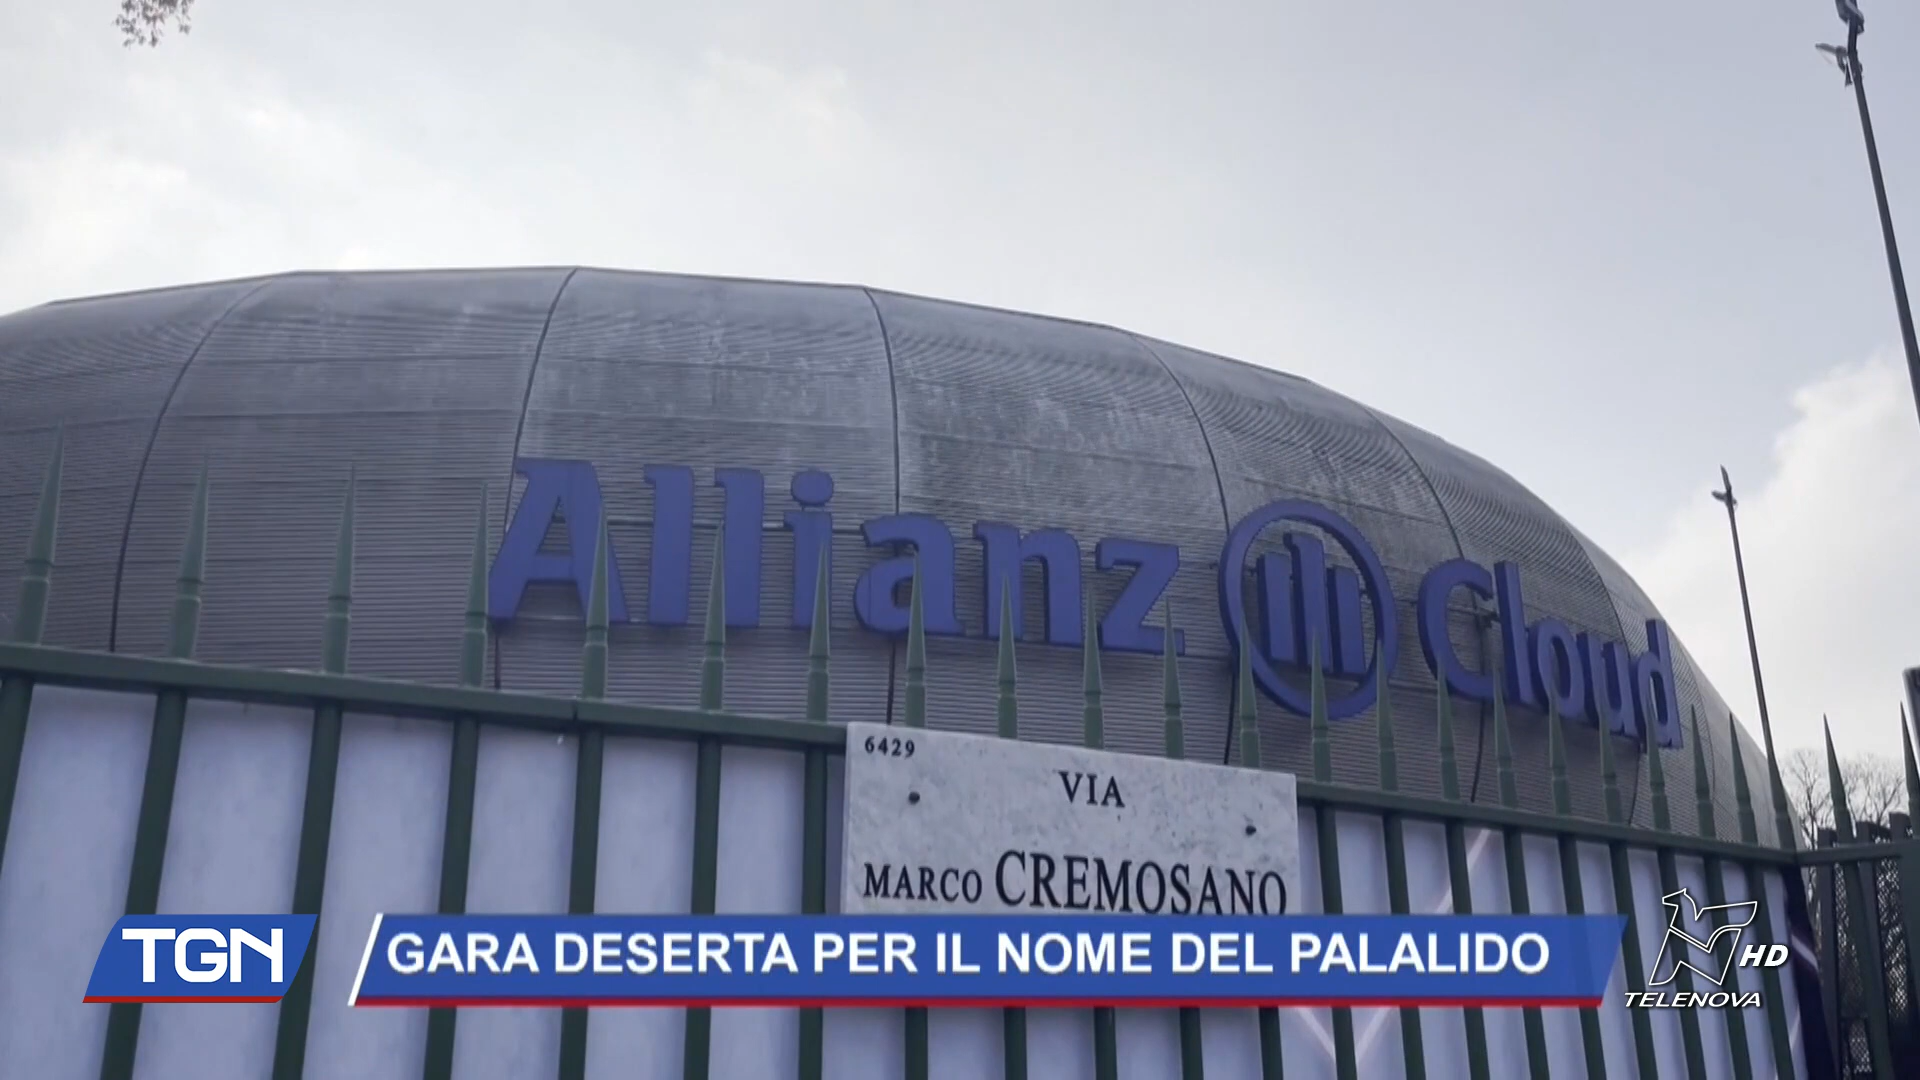 Allianz Cloud
6429
VIA
MARCO CREMOSANO
TGN
GARA DESERTA PER IL NOME DEL PALALIDO
HD
TELENOVA